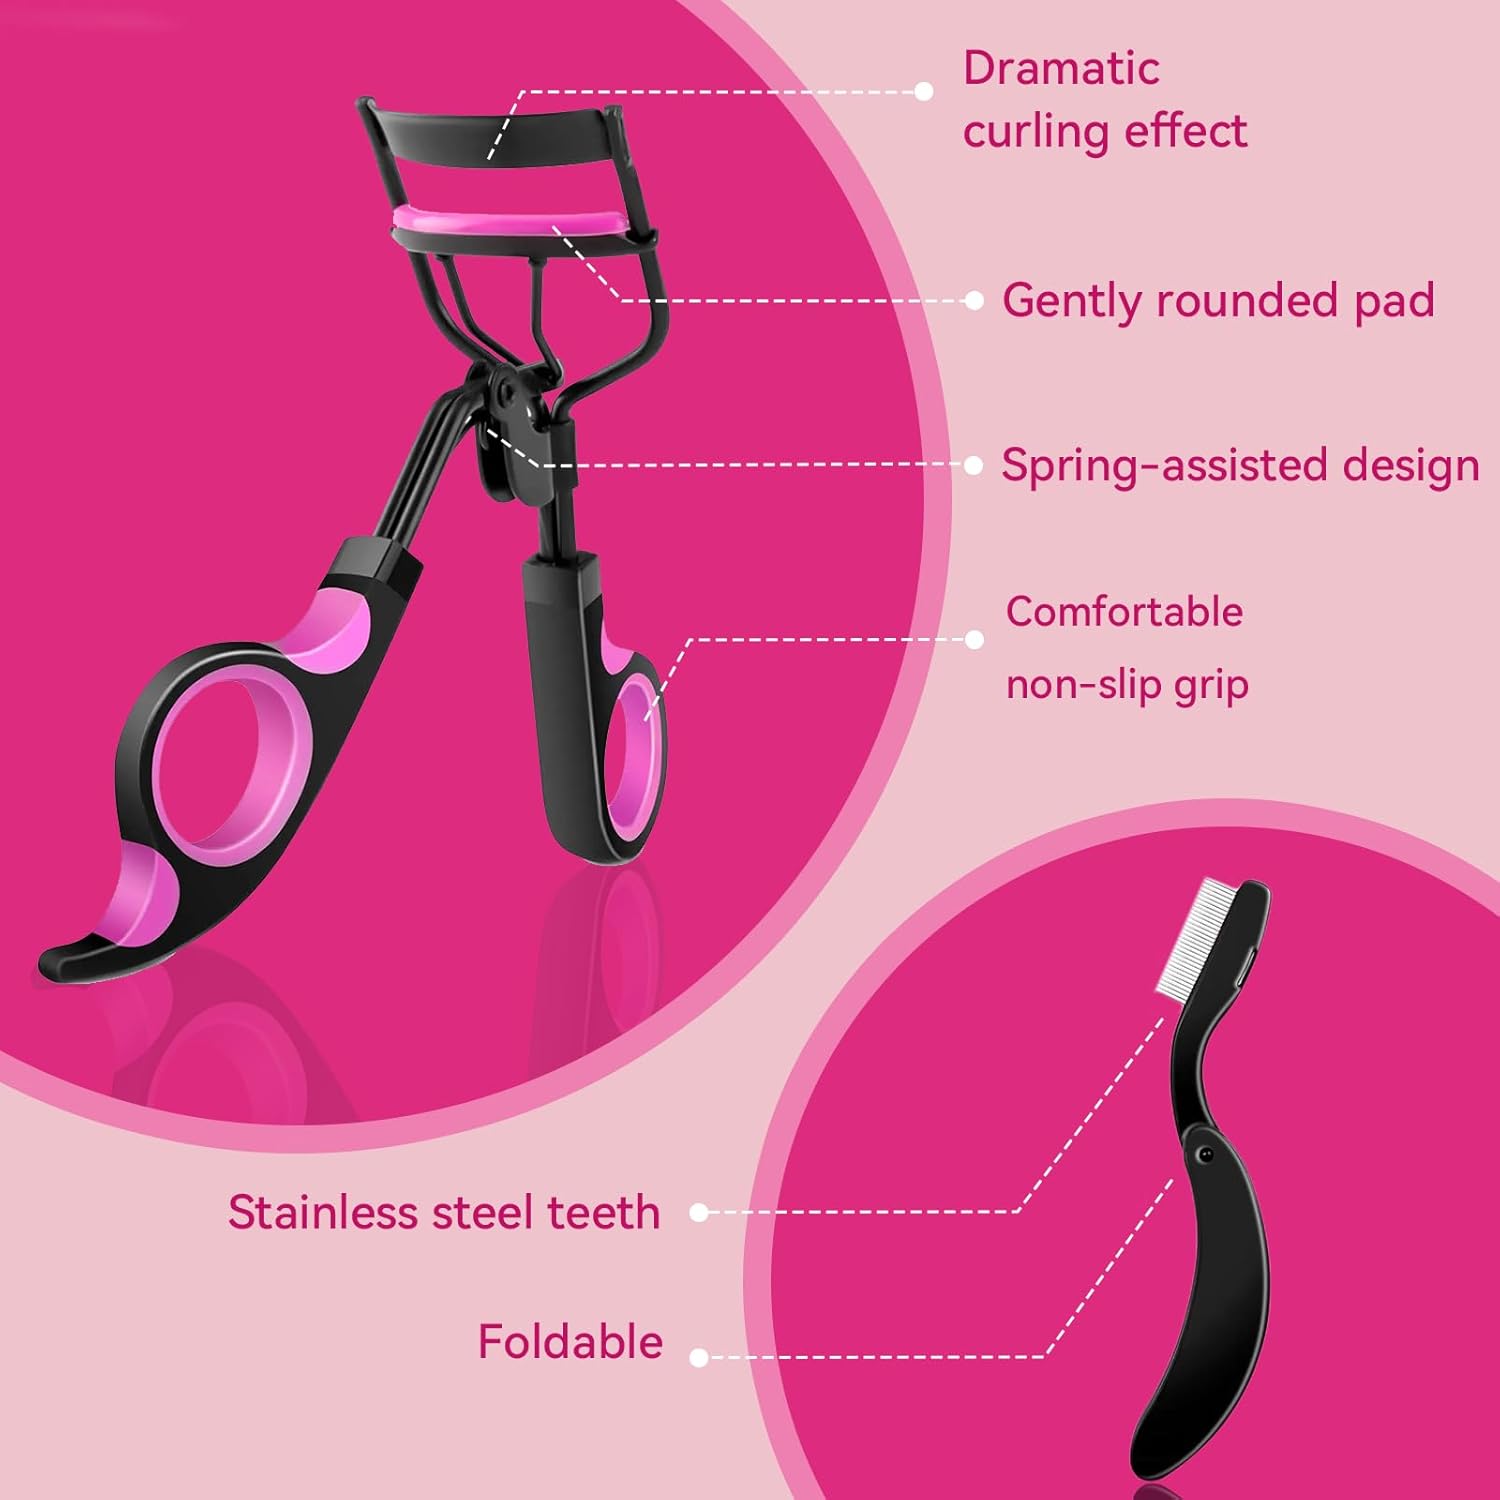 Dramatic
curling effect
Gently rounded pad
Spring-assisted design
Comfortable
non-slip grip
Stainless steel teeth
Foldable